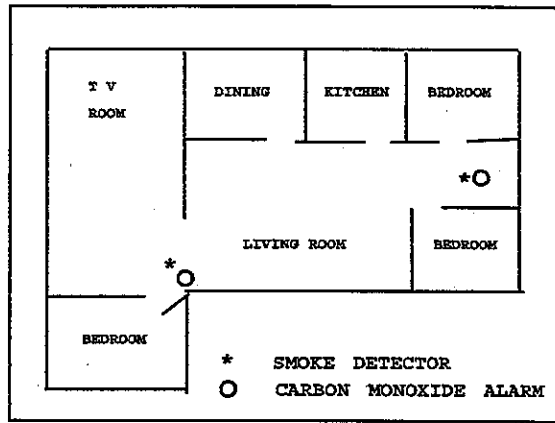 T V
ROOM
DINING
KITCHEN
BEDROOM
*
LIVING ROOM
BEDROOM
*
BEDROOM
* SMOKE DETECTOR
O CARBON MONOXIDE ALARM